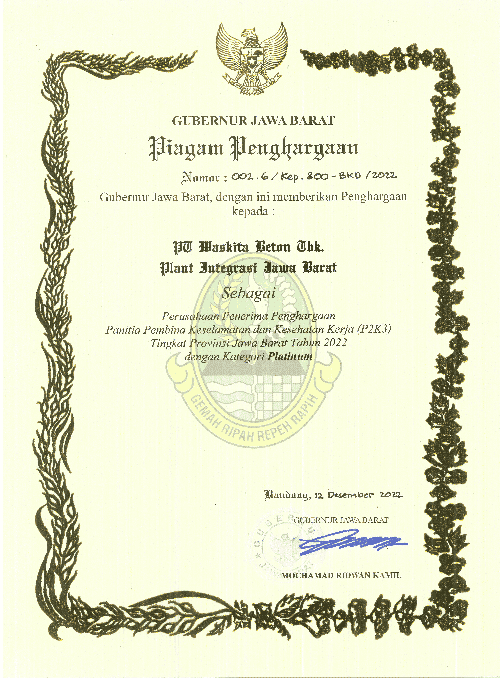 GUBERNUR JAWA BARAT
Piagam Penghargaan
Nomor : 002.6/Kep.800-BKD/2022
Gubernur Jawa Barat, dengan ini memberikan Penghargaan
kepada :
PT Waskita Beton Tbk.
Plant Integrasi Jawa Barat
Sebagai
Perusahaan Penerima Penghargaan
Panitia Pembina Keselamatan dan Kesehatan Kerja (P2K3)
Tingkat Provinsi Jawa Barat Tahun 2022
dengan Kategori Platinum
GEMAH RIPAH REPEH RAPIH
Bandung, 12 Desember 2022
GUBERNUR JAWA BARAT
MOCHAMAD RIDWAN KAMIL